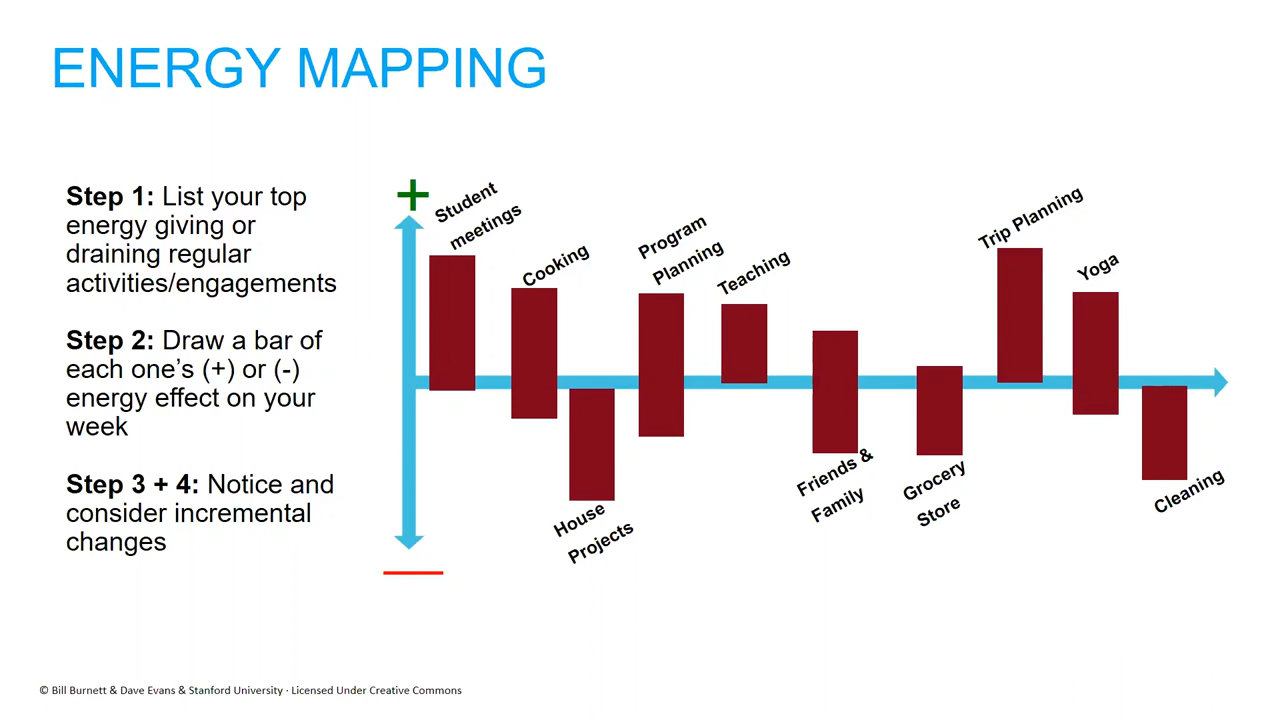 ENERGY MAPPING
Step 1: List your top
energy giving or
draining regular
activities/engagements
Step 2: Draw a bar of
each one’s (+) or (-)
energy effect on your
week
Step 3 + 4: Notice and
consider incremental
changes
+
Student
meetings
Cooking
House
Projects
Program
Planning
Teaching
Friends &
Family
Grocery
Store
Trip Planning
Yoga
Cleaning
© Bill Burnett & Dave Evans & Stanford University · Licensed Under Creative Commons